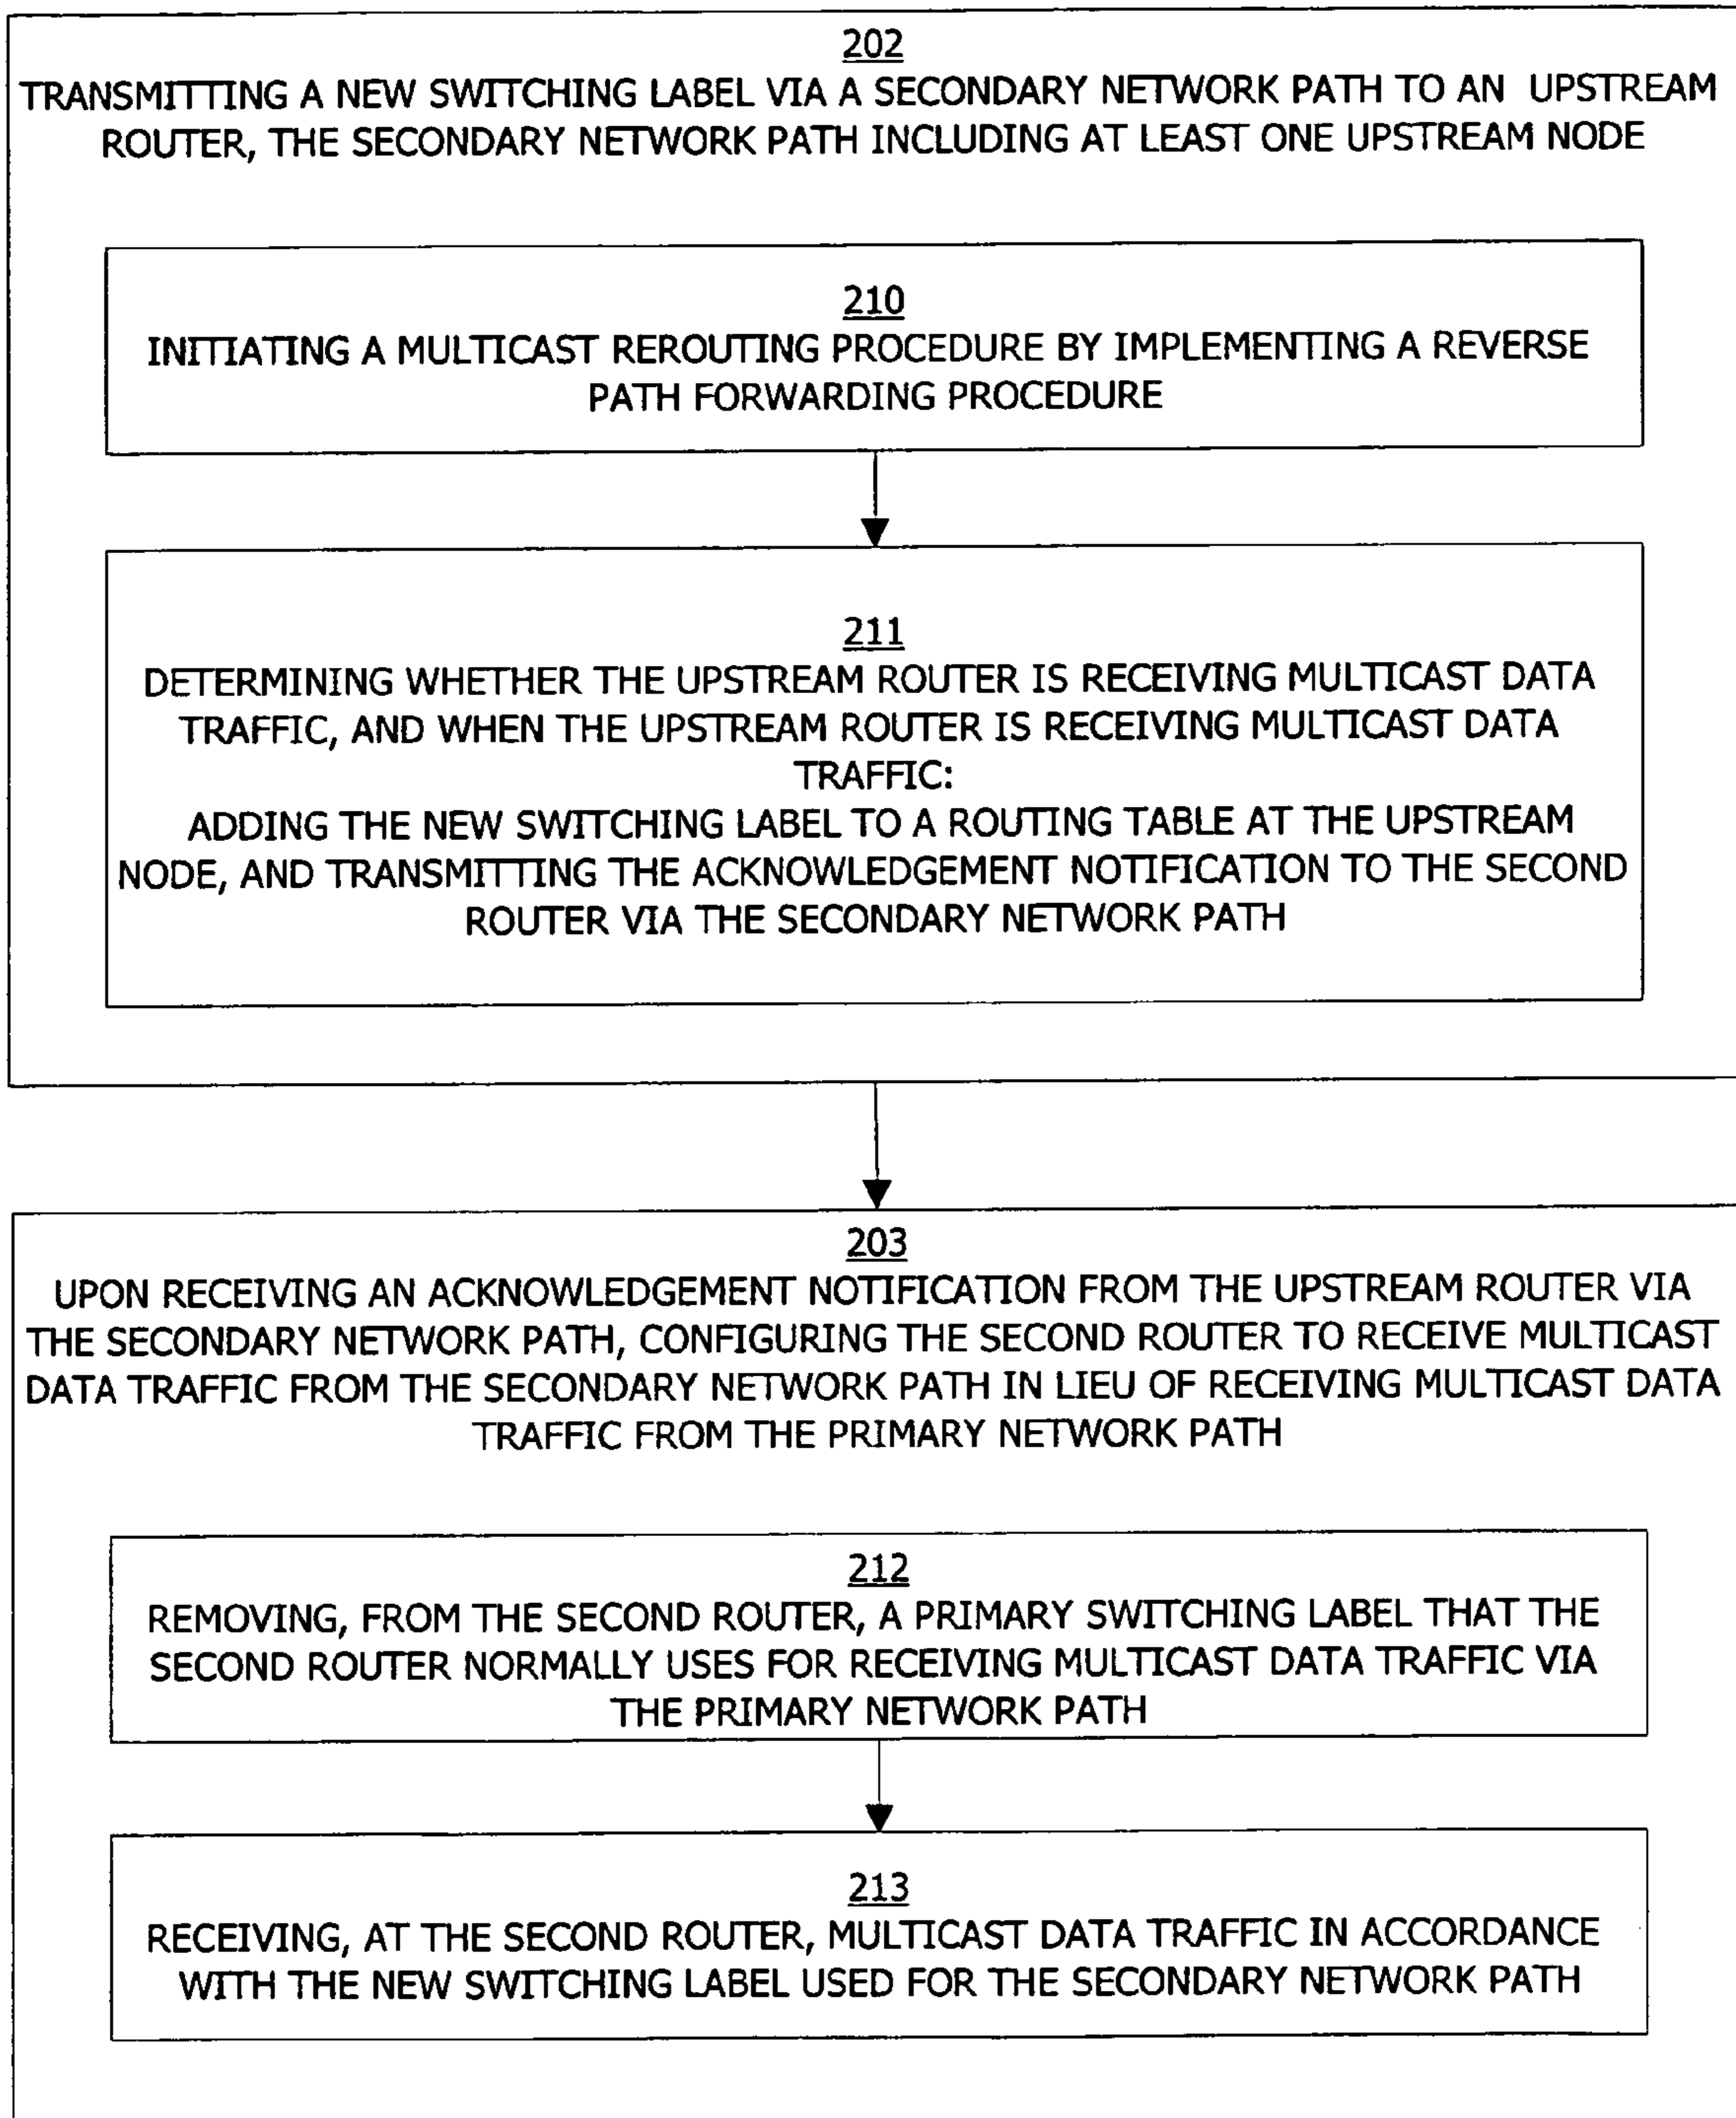 202
TRANSMITTING A NEW SWITCHING LABEL VIA A SECONDARY NETWORK PATH TO AN UPSTREAM
ROUTER, THE SECONDARY NETWORK PATH INCLUDING AT LEAST ONE UPSTREAM NODE
210
INITIATING A MULTICAST REROUTING PROCEDURE BY IMPLEMENTING A REVERSE
PATH FORWARDING PROCEDURE
211
DETERMINING WHETHER THE UPSTREAM ROUTER IS RECEIVING MULTICAST DATA
TRAFFIC, AND WHEN THE UPSTREAM ROUTER IS RECEIVING MULTICAST DATA
TRAFFIC:
ADDING THE NEW SWITCHING LABEL TO A ROUTING TABLE AT THE UPSTREAM
NODE, AND TRANSMITTING THE ACKNOWLEDGEMENT NOTIFICATION TO THE SECOND
ROUTER VIA THE SECONDARY NETWORK PATH
203
UPON RECEIVING AN ACKNOWLEDGEMENT NOTIFICATION FROM THE UPSTREAM ROUTER VIA
THE SECONDARY NETWORK PATH, CONFIGURING THE SECOND ROUTER TO RECEIVE MULTICAST
DATA TRAFFIC FROM THE SECONDARY NETWORK PATH IN LIEU OF RECEIVING MULTICAST DATA
TRAFFIC FROM THE PRIMARY NETWORK PATH
212
REMOVING, FROM THE SECOND ROUTER, A PRIMARY SWITCHING LABEL THAT THE
SECOND ROUTER NORMALLY USES FOR RECEIVING MULTICAST DATA TRAFFIC VIA
THE PRIMARY NETWORK PATH
213
RECEIVING, AT THE SECOND ROUTER, MULTICAST DATA TRAFFIC IN ACCORDANCE
WITH THE NEW SWITCHING LABEL USED FOR THE SECONDARY NETWORK PATH